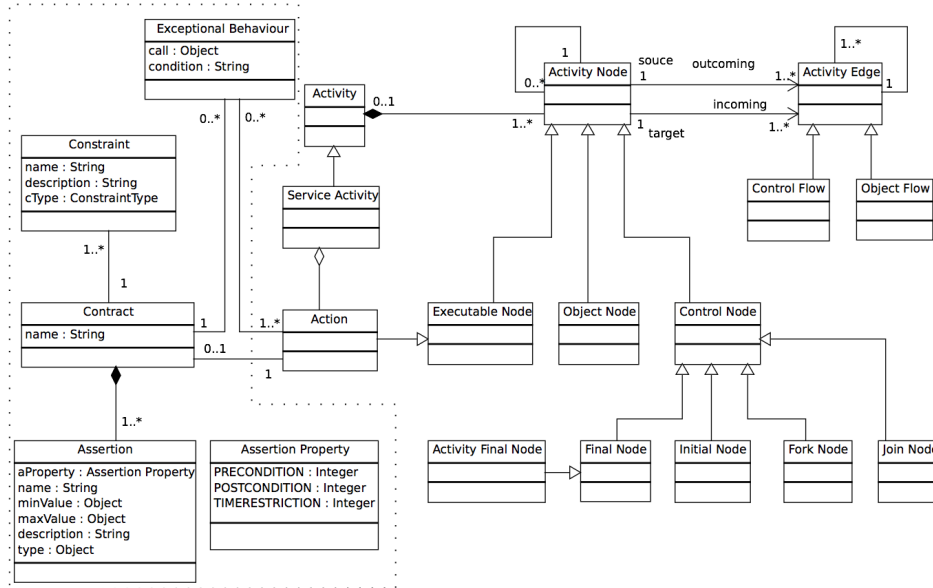 Exceptional Behaviour
call : Object
condition : String
Activity
0..1
1..*
Activity Node
1
0..*
souce
1
outcoming
1..*
incoming
1..*
1
target
Activity Edge
1..*
1
0..*
0..*
Constraint
name : String
description : String
cType : ConstraintType
Service Activity
Control Flow
Object Flow
1..*
1
Contract
name : String
1
0..1
1..*
1
Action
Executable Node
Object Node
Control Node
1..*
Assertion
aProperty : Assertion Property
name : String
minValue : Object
maxValue : Object
description : String
type : Object
Assertion Property
PRECONDITION : Integer
POSTCONDITION : Integer
TIMERESTRICTION : Integer
Activity Final Node
Final Node
Initial Node
Fork Node
Join Node